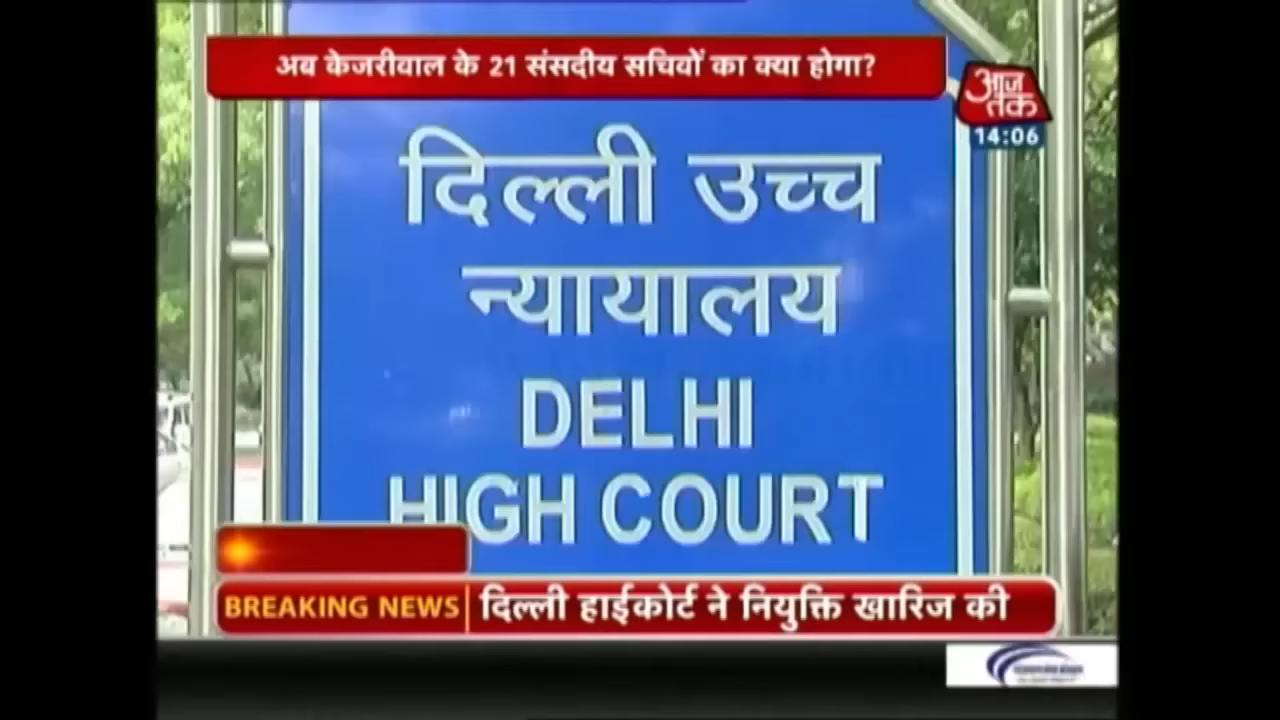 अब केजरीवाल के 21 संसदीय सचिवों का क्या होगा?
आज
तक
14:06
दिल्ली उच्च
न्यायालय
DELHI
HIGH COURT
BREAKING NEWS
दिल्ली हाईकोर्ट ने नियुक्ति खारिज की